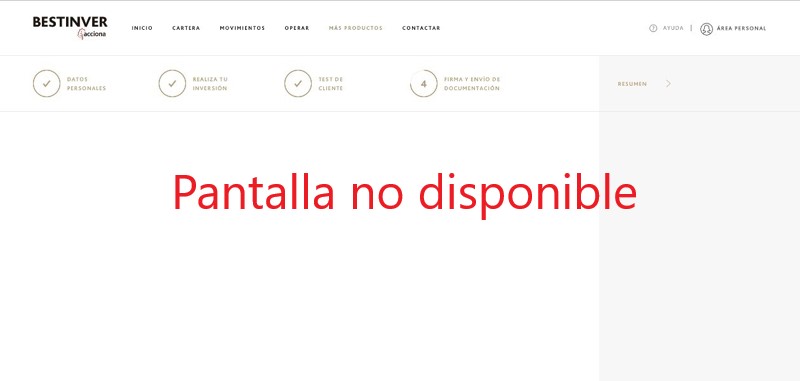 BESTINVER
acciona
INICIO CARTERA MOVIMIENTOS OPERAR MÁS PRODUCTOS CONTACTAR
AYUDA | ÁREA PERSONAL
DATOS
PERSONALES
REALIZA TU
INVERSIÓN
TEST DE
CLIENTE
4
FIRMA Y ENVÍO DE
DOCUMENTACIÓN
RESUMEN
Pantalla no disponible